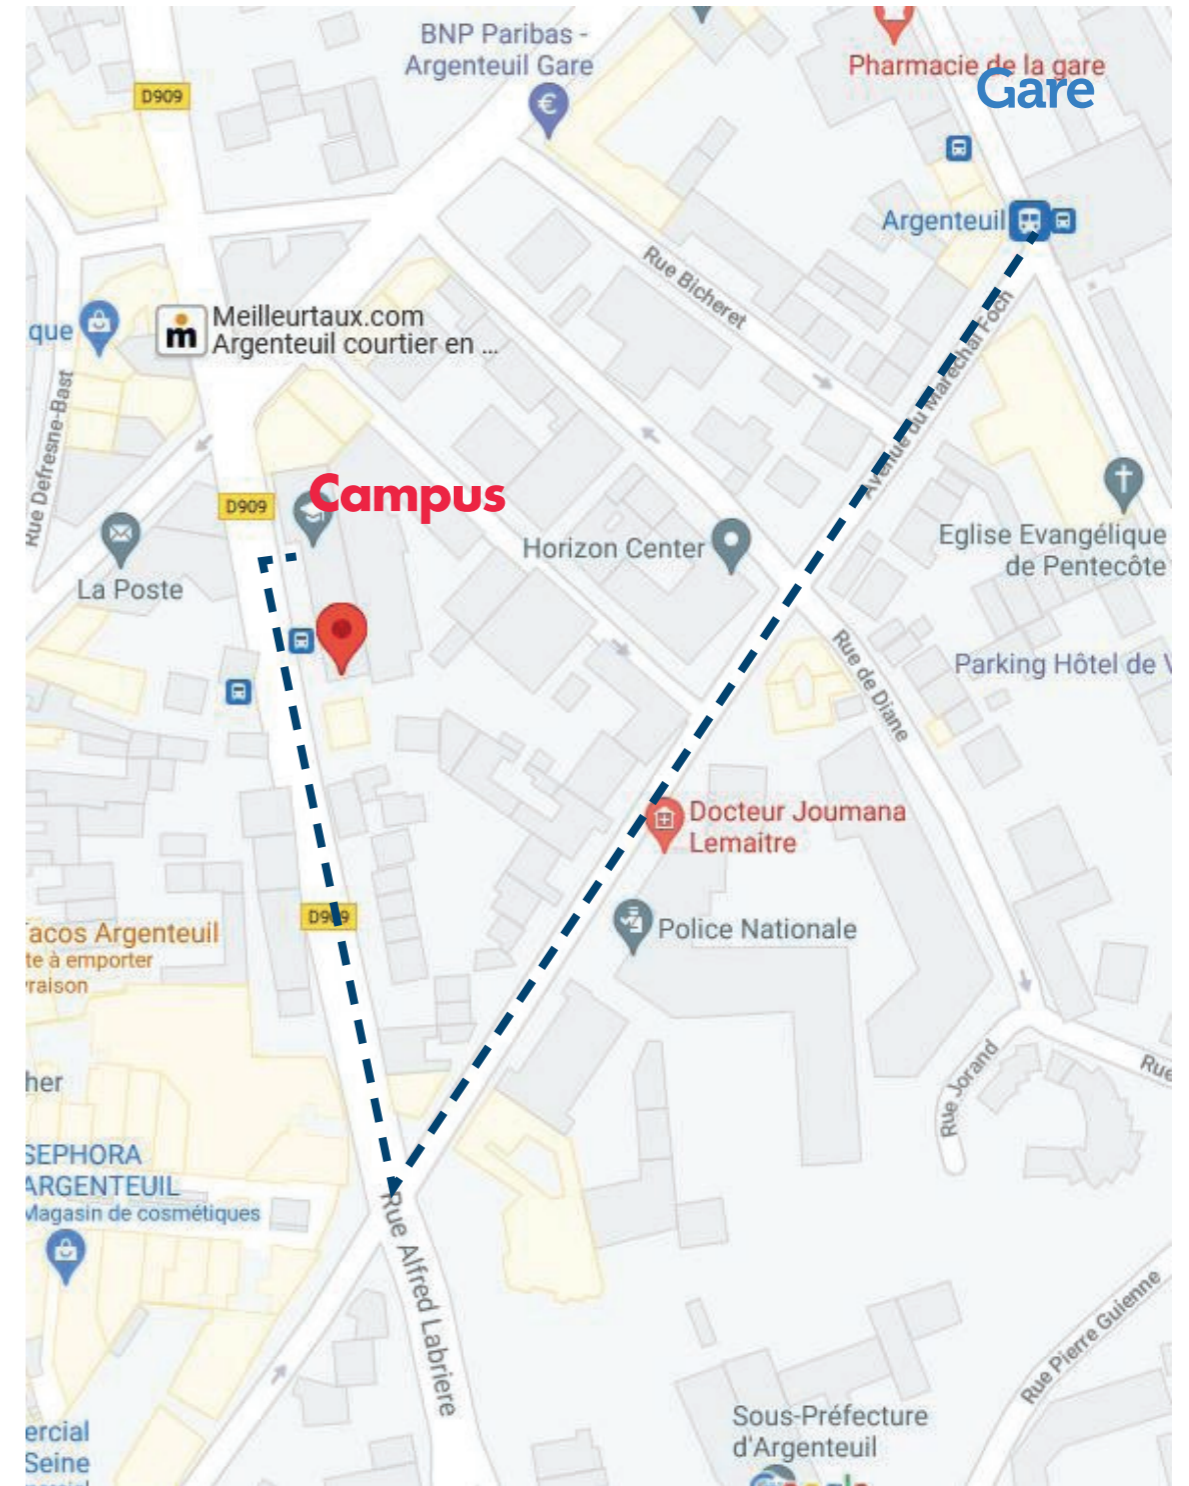 BNP Paribas -
Argenteuil Gare
Pharmacie de la gare
Gare
D909
Argenteuil
Rue Bicheret
Meilleurtaux.com
Argenteuil courtier en ...
que
Avenue du Maréchal Foch
Rue Defresne-Bast
Campus
D909
La Poste
Horizon Center
Eglise Evangélique
de Pentecôte
Rue de Diane
Parking Hôtel de V
Docteur Joumana
Lemaitre
D909
Police Nationale
acos Argenteuil
te à emporter
raison
Rue Jorand
Rue
her
SEPHORA
ARGENTEUIL
Magasin de cosmétiques
Rue Alfred Labriere
Rue Pierre Guienne
Sous-Préfecture
d'Argenteuil
ercial
Seine